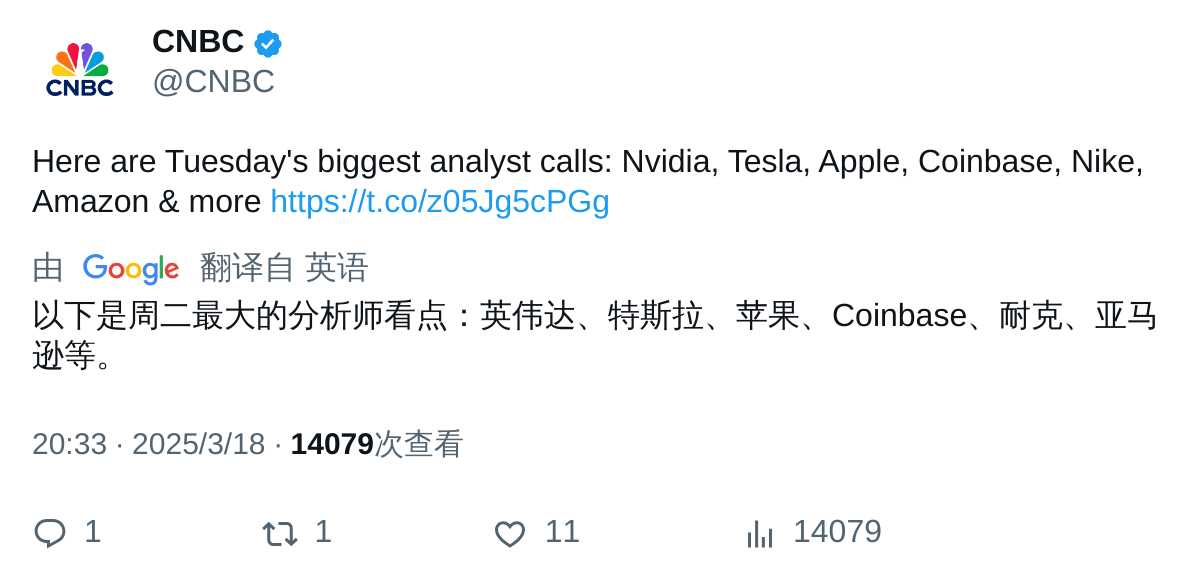 CNBC
@CNBC
CNBC
Here are Tuesday's biggest analyst calls: Nvidia, Tesla, Apple, Coinbase, Nike,
Amazon & more https://t.co/z05Jg5cPGg
由 Google 翻译自 英语
以下是周二最大的分析师看点：英伟达、特斯拉、苹果、Coinbase、耐克、亚马
逊等。
20:33 · 2025/3/18 · 14079次查看
1 1 11 14079